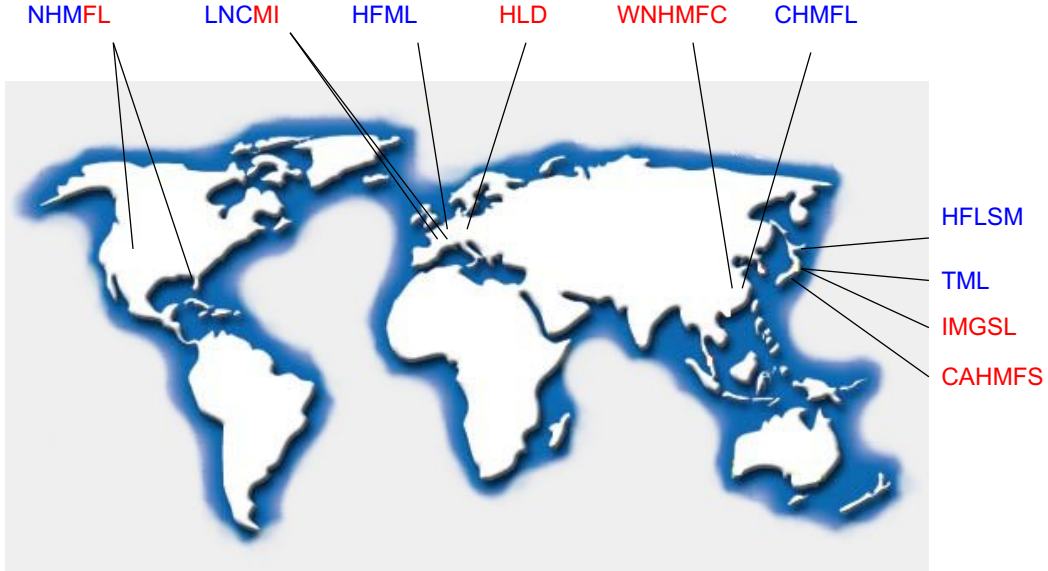 NHMFL LNCMI HFML HLD WNHMFC CHMFL
HFLSM
TML
IMGSL
CAHMFS